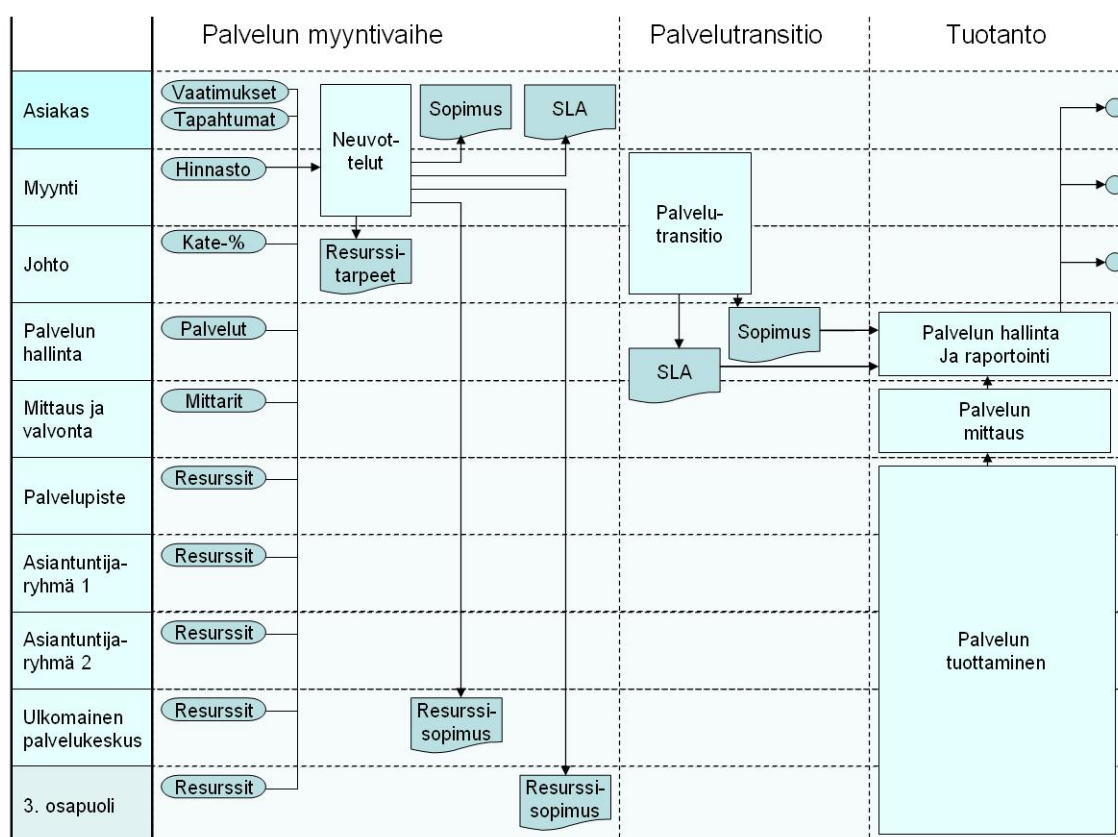 Palvelun myyntivaihe
Palvelutransitio
Tuotanto
Asiakas
Vaatimukset
Tapahtumat
Neuvot-
telut
Sopimus
SLA
Myynti
Hinnasto
Palvelu-
transitio
Johto
Kate-%
Resurssi-
tarpeet
Palvelun
hallinta
Palvelut
Sopimus
SLA
Palvelun hallinta
Ja raportointi
Mittaus ja
valvonta
Mittarit
Palvelun
mittaus
Palvelupiste
Resurssit
Asiantuntija-
ryhmä 1
Resurssit
Asiantuntija-
ryhmä 2
Resurssit
Palvelun
tuottaminen
Ulkomainen
palvelukeskus
Resurssit
Resurssi-
sopimus
3. osapuoli
Resurssit
Resurssi-
sopimus